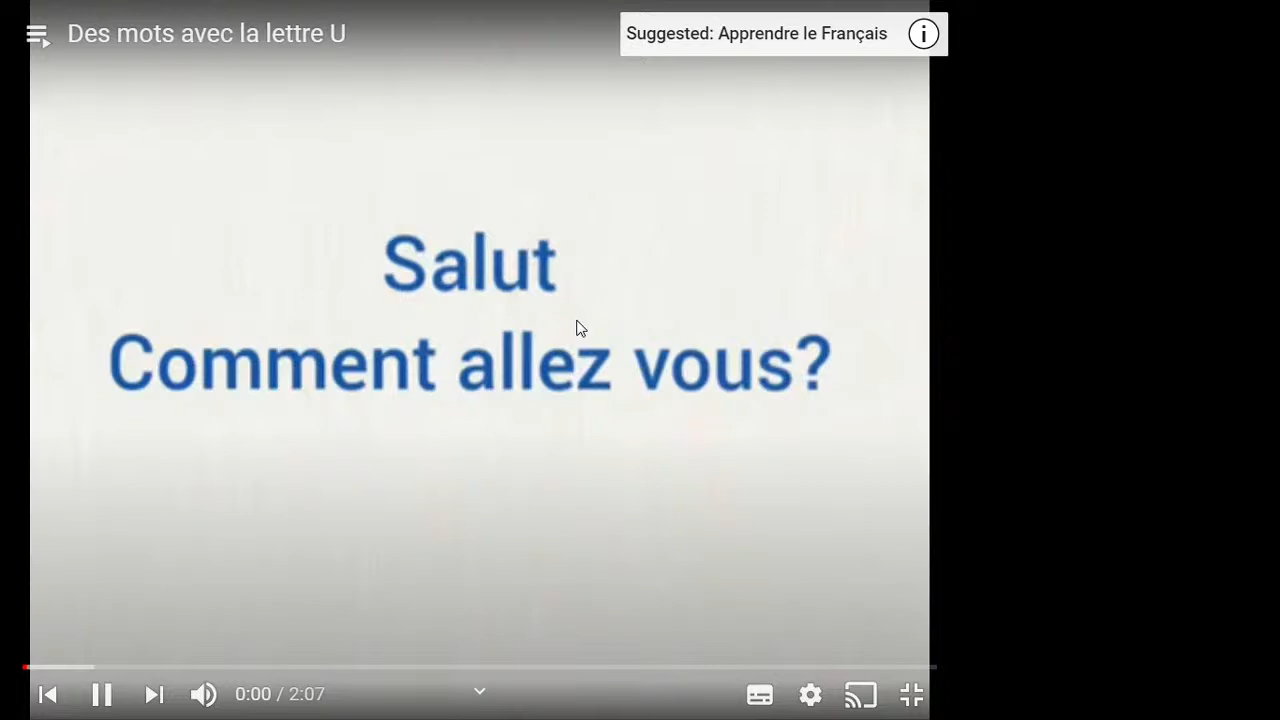 Des mots avec la lettre U
Suggested: Apprendre le Français
Salut
Comment allez vous?
0:00 / 2:07